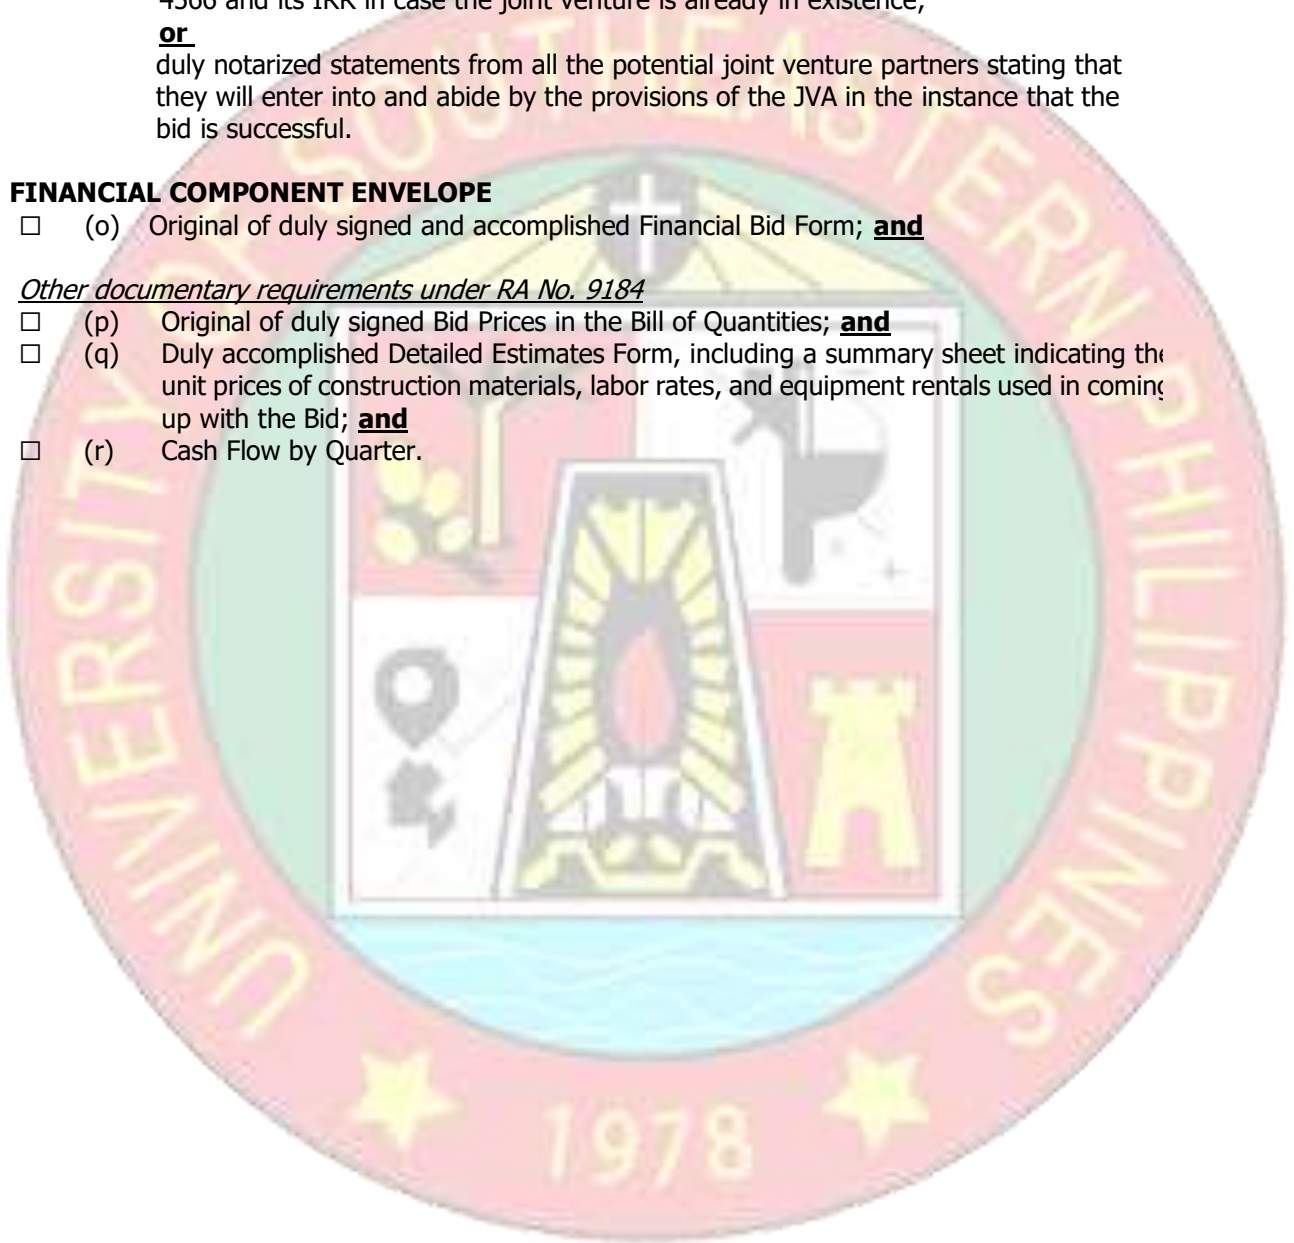 4566 and its IRR in case the joint venture is already in existence;
or
duly notarized statements from all the potential joint venture partners stating that
they will enter into and abide by the provisions of the JVA in the instance that the
bid is successful.
FINANCIAL COMPONENT ENVELOPE
☐ (o) Original of duly signed and accomplished Financial Bid Form; and
Other documentary requirements under RA No. 9184
☐ (p) Original of duly signed Bid Prices in the Bill of Quantities; and
☐ (q) Duly accomplished Detailed Estimates Form, including a summary sheet indicating the
unit prices of construction materials, labor rates, and equipment rentals used in coming
up with the Bid; and
☐ (r) Cash Flow by Quarter.
UNIVERSITY OF SOUTHEASTERN PHILIPPINES
1978